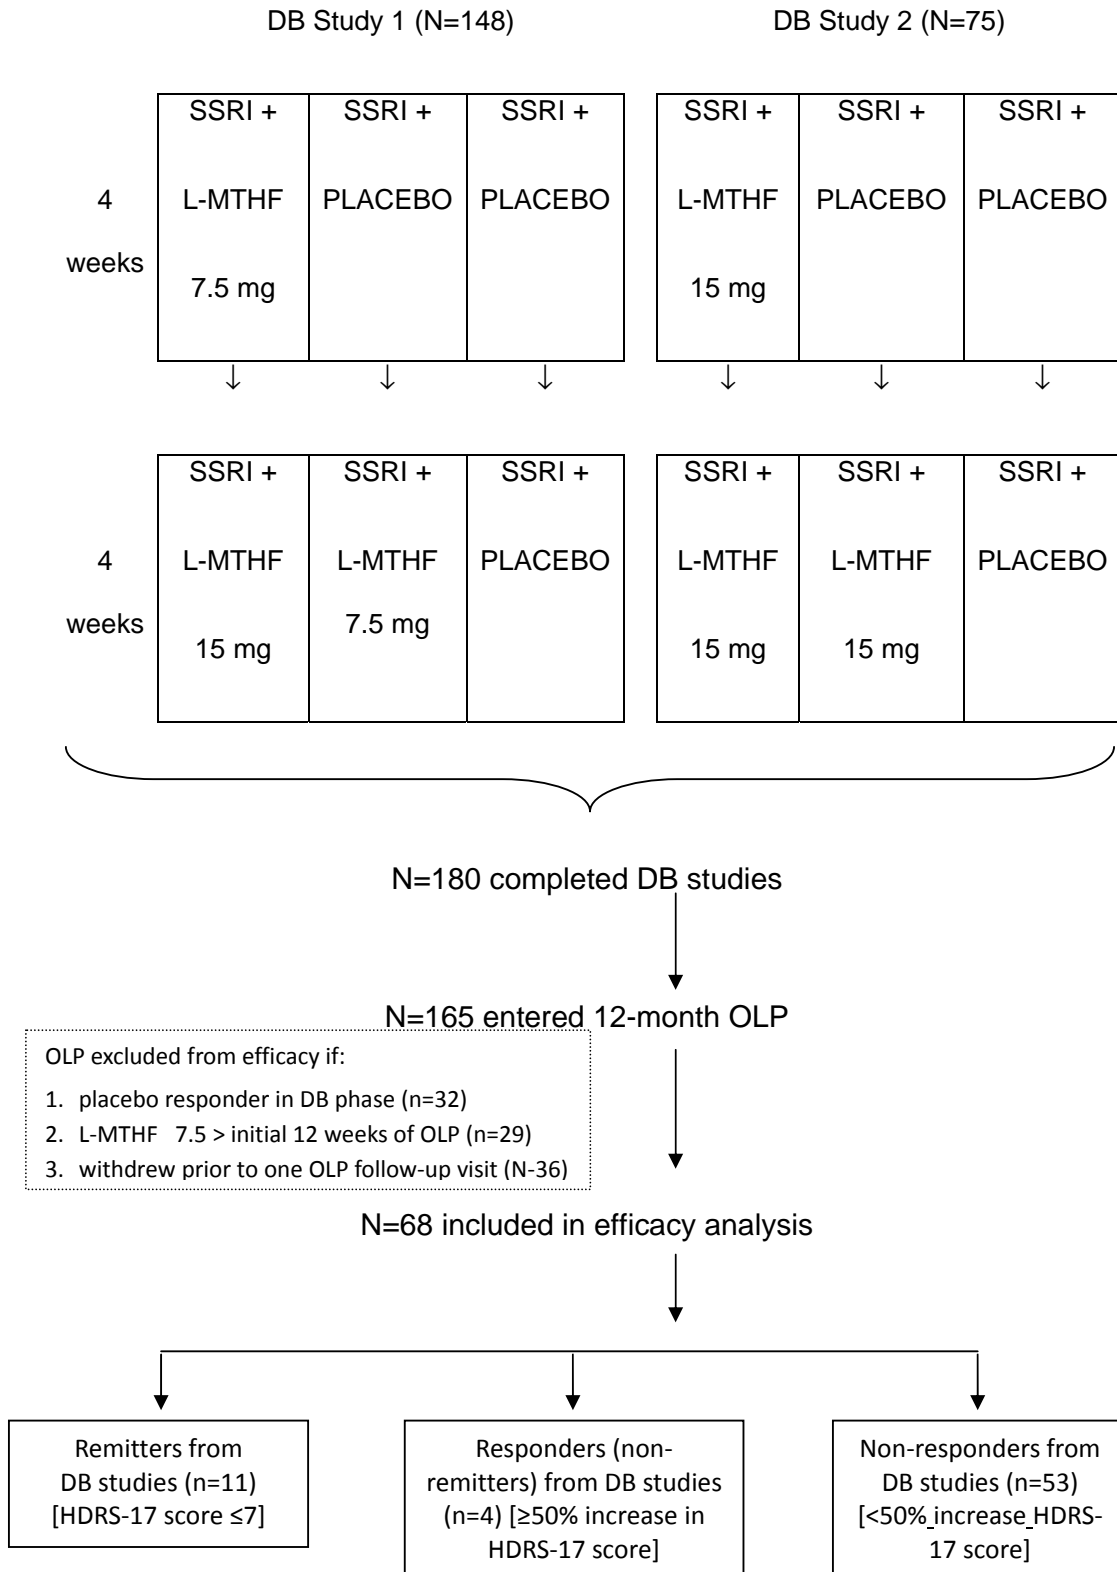 DB Study 1 (N=148) DB Study 2 (N=75)
SSRI + SSRI + SSRI + SSRI + SSRI + SSRI +
4 L-MTHF PLACEBO PLACEBO L-MTHF PLACEBO PLACEBO
weeks
7.5 mg 15 mg
↓ ↓ ↓ ↓ ↓ ↓
SSRI + SSRI + SSRI + SSRI + SSRI + SSRI +
4 L-MTHF L-MTHF PLACEBO L-MTHF L-MTHF PLACEBO
weeks 7.5 mg
15 mg 15 mg 15 mg
N=180 completed DB studies
N=165 entered 12-month OLP
OLP excluded from efficacy if:
1. placebo responder in DB phase (n=32)
2. L-MTHF 7.5 > initial 12 weeks of OLP (n=29)
3. withdrew prior to one OLP follow-up visit (N-36)
N=68 included in efficacy analysis
Remitters from
DB studies (n=11)
[HDRS-17 score ≤7]
Responders (non-
remitters) from DB studies
(n=4) [≥50% increase in
HDRS-17 score]
Non-responders from
DB studies (n=53)
[<50%_increase_HDRS-
17 score]